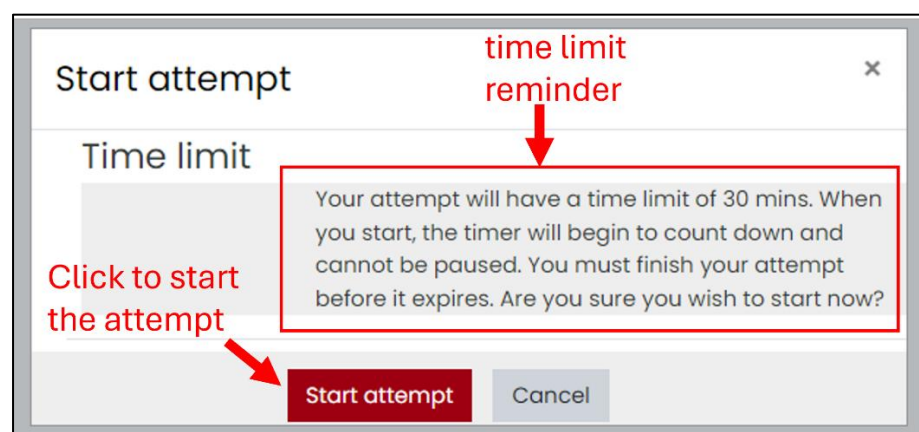 time limit
reminder
Start attempt ×
Time limit
Your attempt will have a time limit of 30 mins. When
you start, the timer will begin to count down and
cannot be paused. You must finish your attempt
before it expires. Are you sure you wish to start now?
Click to start
the attempt
Start attempt Cancel